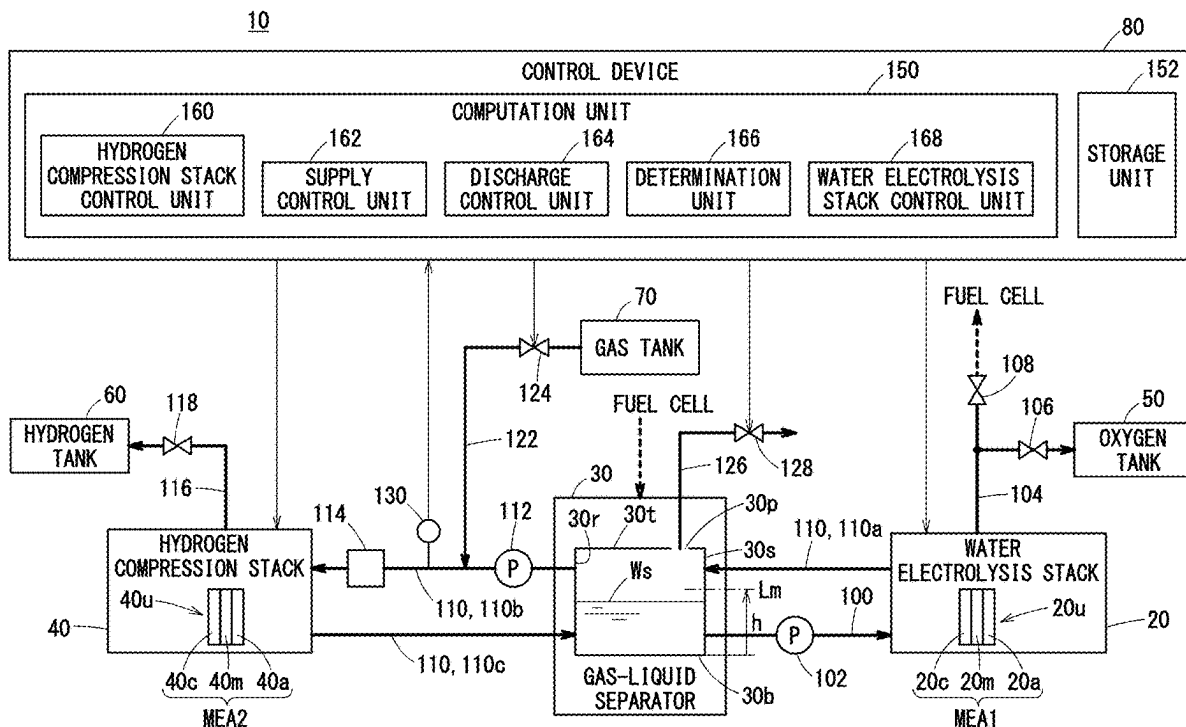 10
80
CONTROL DEVICE
150
152
COMPUTATION UNIT
160
162
164
166
168
HYDROGEN
COMPRESSION STACK
CONTROL UNIT
SUPPLY
CONTROL UNIT
DISCHARGE
CONTROL UNIT
DETERMINATION
UNIT
WATER ELECTROLYSIS
STACK CONTROL UNIT
STORAGE
UNIT
70
GAS TANK
124
FUEL CELL
108
60
118
HYDROGEN
TANK
116
122
FUEL CELL
126
128
106
50
OXYGEN
TANK
104
130
114
112
30
30r
30t
30p
30s
110, 110a
HYDROGEN
COMPRESSION STACK
P
Ws
Lm
h
WATER
ELECTROLYSIS STACK
40u
40
110, 110b
P
100
20u
20
110, 110c
102
40c 40m 40a
MEA2
GAS-LIQUID
SEPARATOR
30b
20c 20m 20a
MEA1